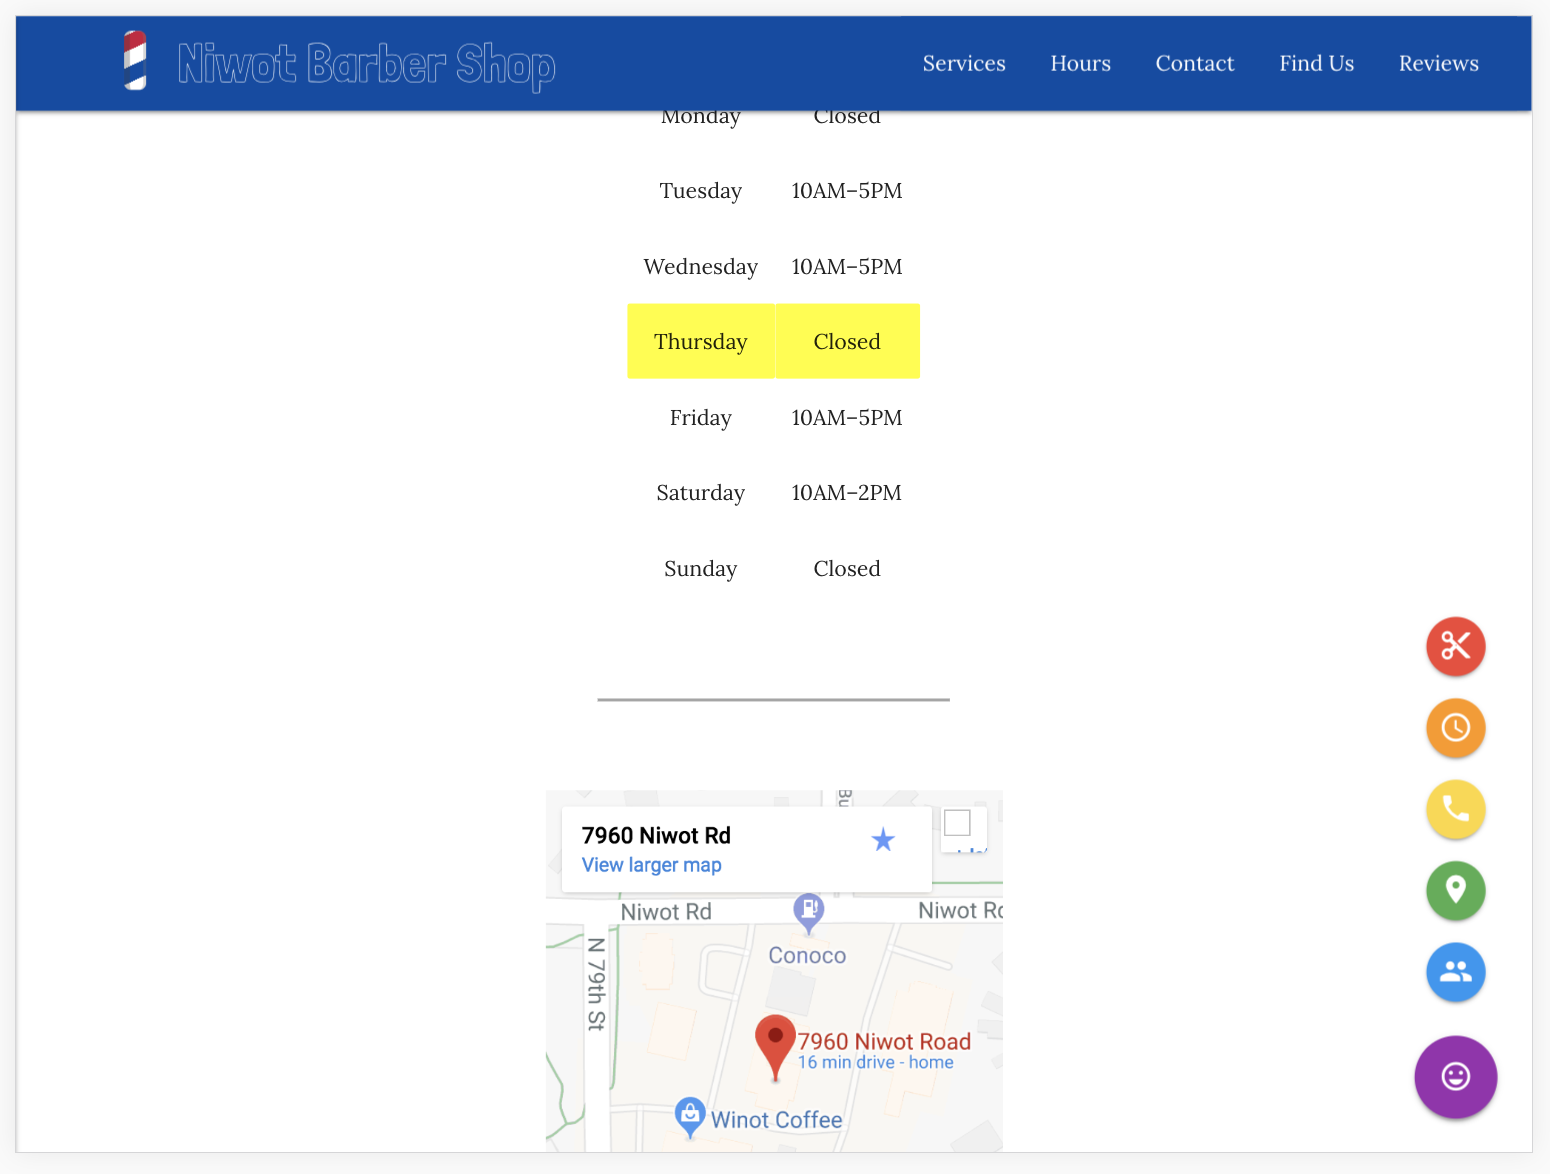 Niwot Barber Shop
Services Hours Contact Find Us Reviews
Monday Closed
Tuesday 10AM–5PM
Wednesday 10AM–5PM
Thursday Closed
Friday 10AM–5PM
Saturday 10AM–2PM
Sunday Closed
7960 Niwot Rd
View larger map
Niwot Rd
Niwot
N 79th St
Conoco
7960 Niwot Road
16 min drive - home
Winot Coffee